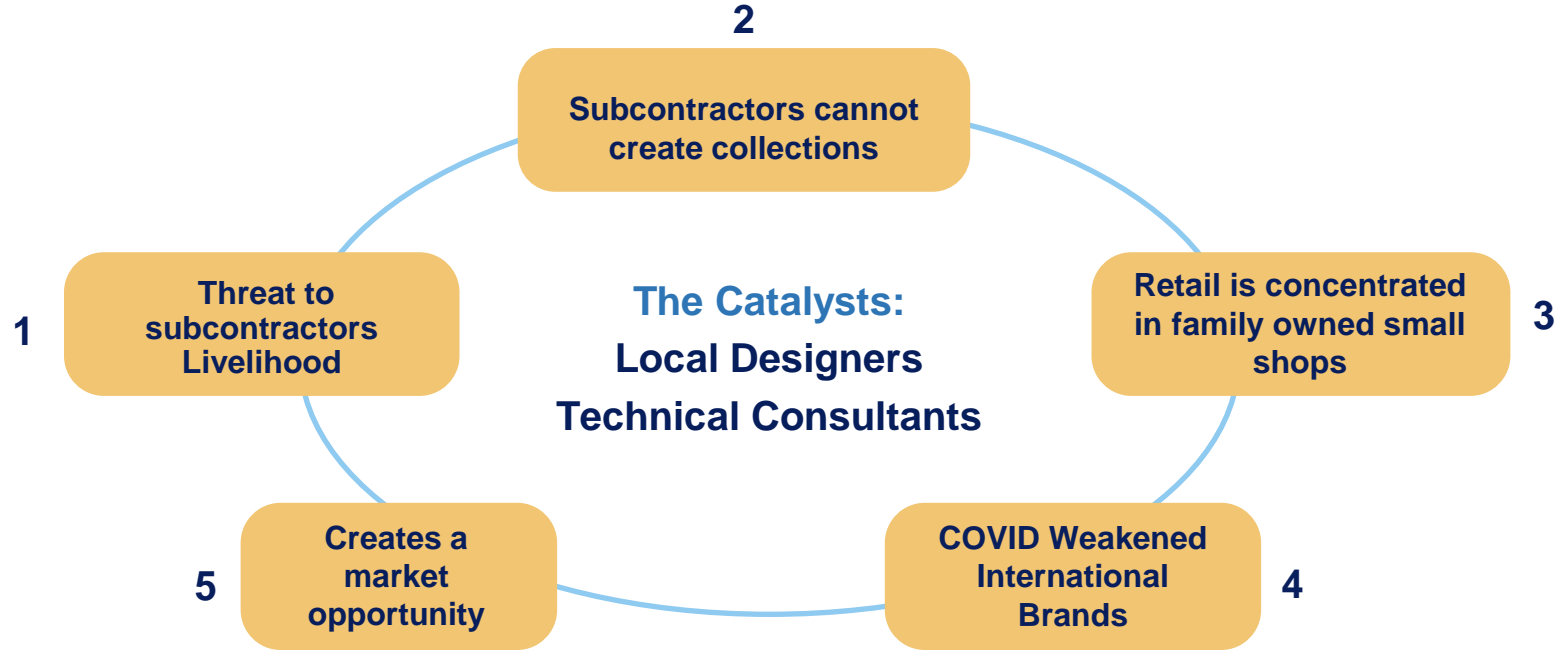 2
Subcontractors cannot
create collections
1
Threat to
subcontractors
Livelihood
The Catalysts:
Local Designers
Technical Consultants
Retail is concentrated
in family owned small
shops
3
5
Creates a
market
opportunity
COVID Weakened
International
Brands
4